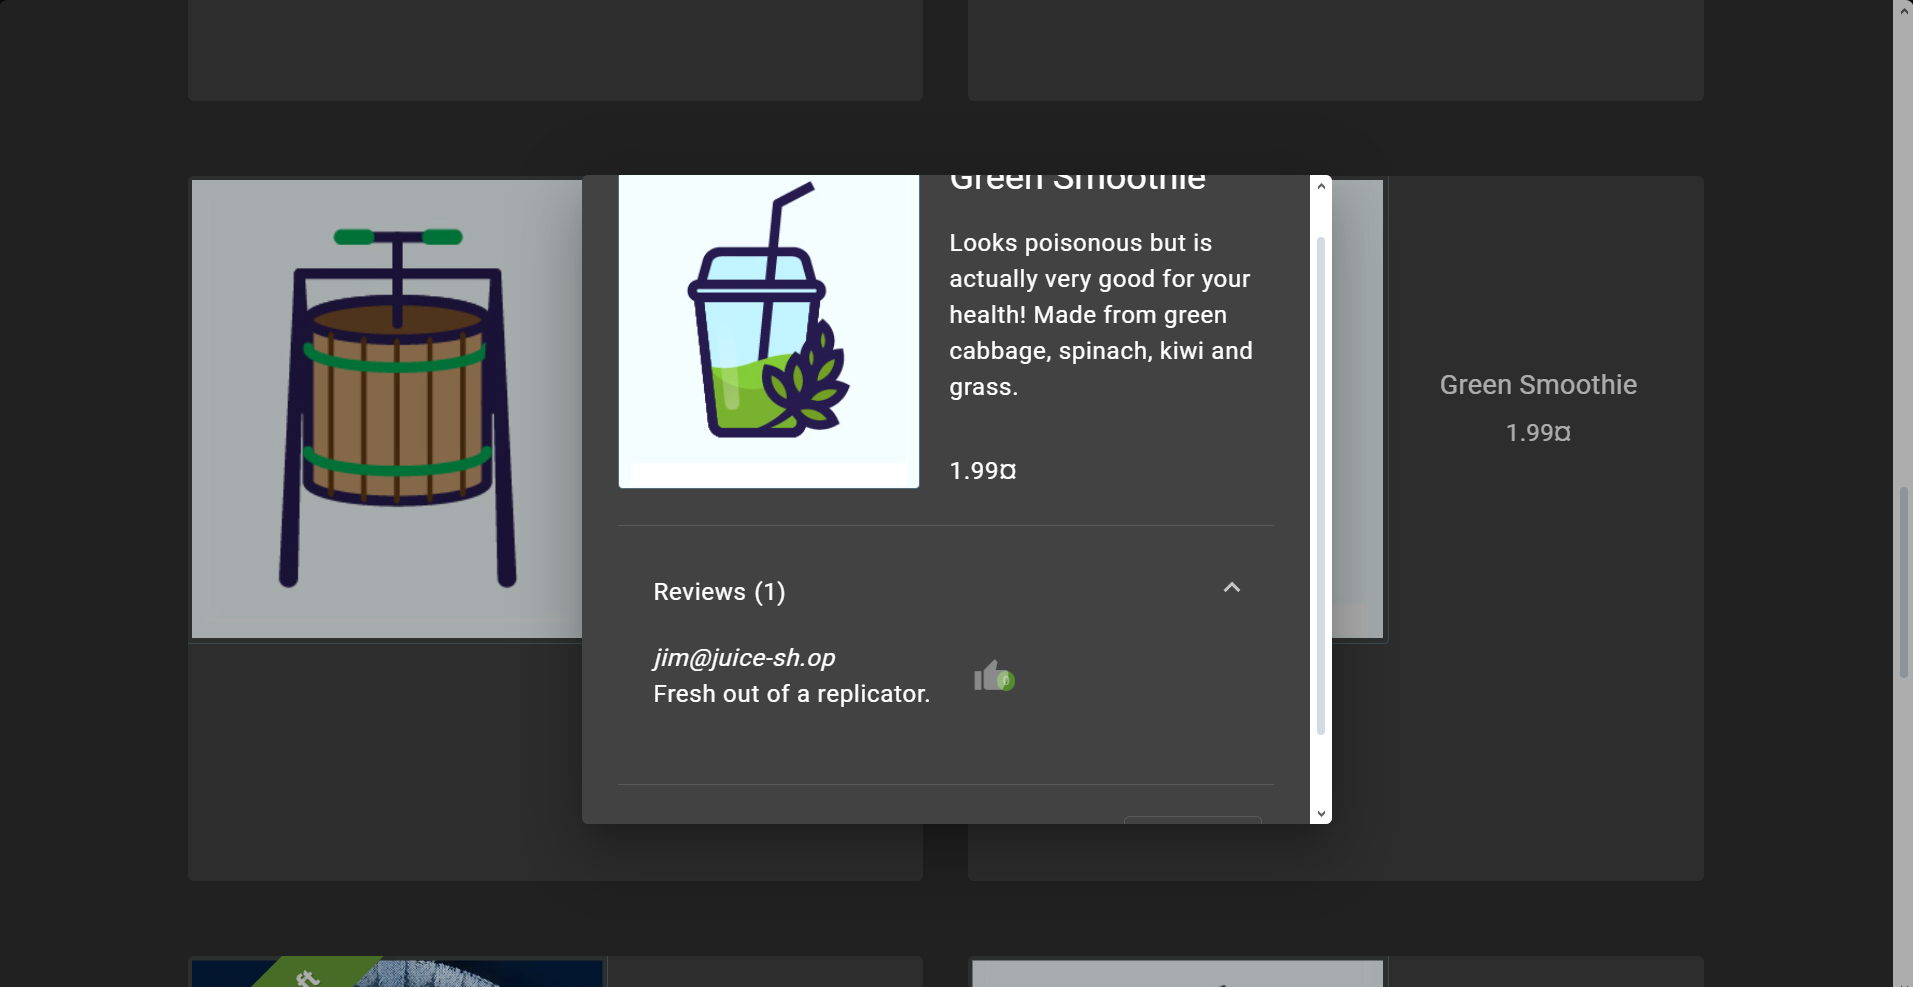 Green Smoothie
Looks poisonous but is
actually very good for your
health! Made from green
cabbage, spinach, kiwi and
grass.
1.99¤
Reviews (1)
jim@juice-sh.op
Fresh out of a replicator.
0
Green Smoothie
1.99¤